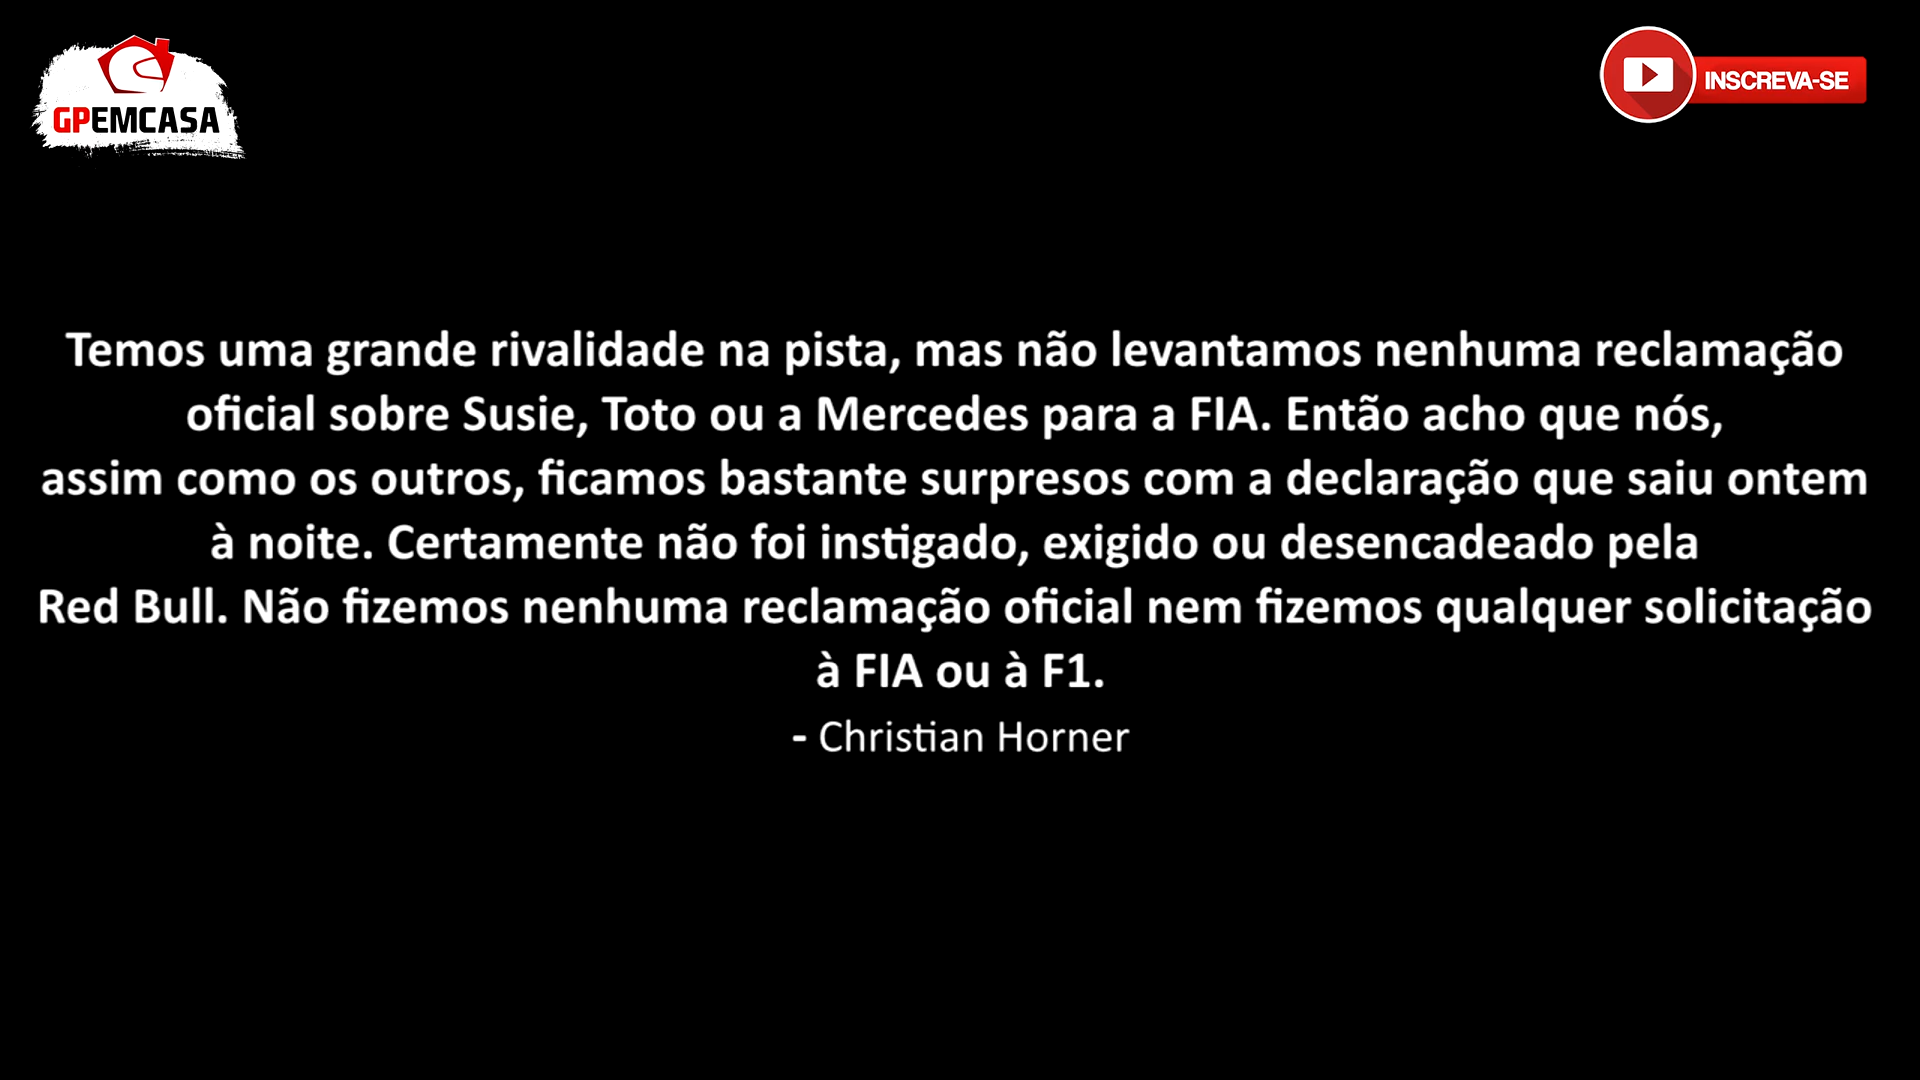 GPEMCASA
INSCREVA-SE
Temos uma grande rivalidade na pista, mas não levantamos nenhuma reclamação
oficial sobre Susie, Toto ou a Mercedes para a FIA. Então acho que nós,
assim como os outros, ficamos bastante surpresos com a declaração que saiu ontem
à noite. Certamente não foi instigado, exigido ou desencadeado pela
Red Bull. Não fizemos nenhuma reclamação oficial nem fizemos qualquer solicitação
à FIA ou à F1.
- Christian Horner